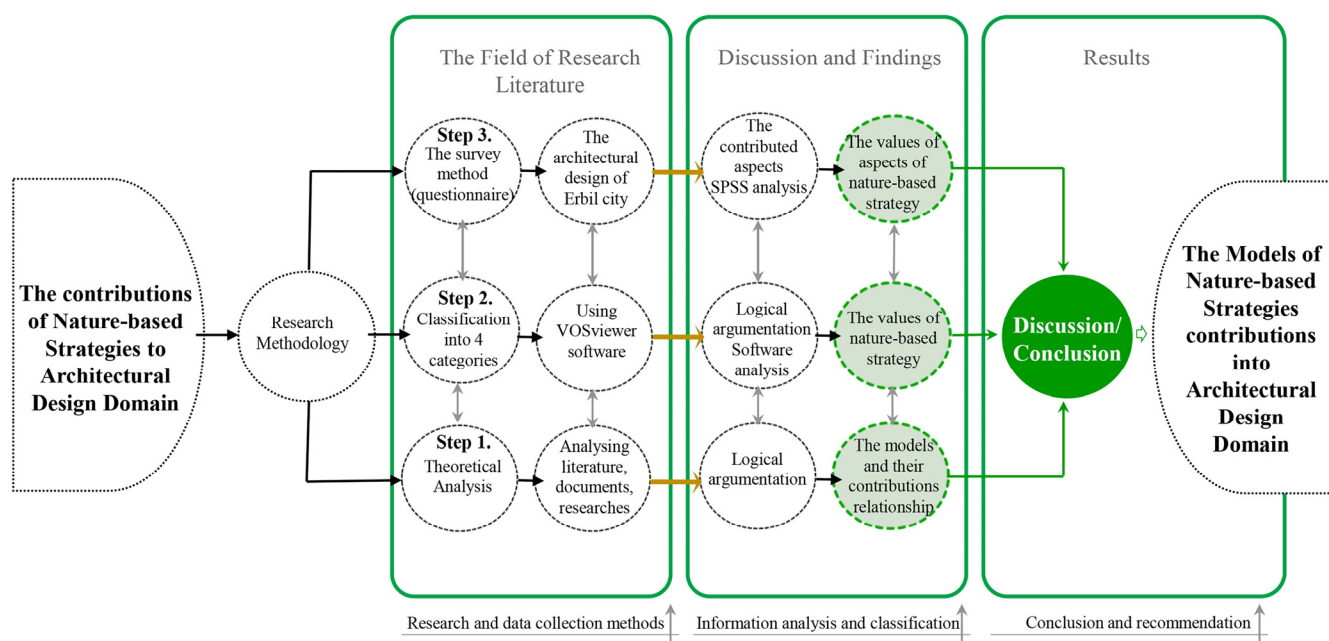 The contributions
of Nature-based
Strategies to
Architectural
Design Domain
Research
Methodology
The Field of Research
Literature
Step 3.
The survey
method
(questionnaire)
The
architectural
design of
Erbil city
Step 2.
Classification
into 4
categories
Using
VOSviewer
software
Step 1.
Theoretical
Analysis
Analysing
literature,
documents,
researches
Research and data collection methods
Discussion and Findings
The
contributed
aspects
SPSS analysis
The values
of aspects of
nature-based
strategy
Logical
argumentation
Software
analysis
The values of
nature-based
strategy
Logical
argumentation
The models
and their
contributions
relationship
Information analysis and classification
Results
Discussion/
Conclusion
Conclusion and recommendation
The Models of
Nature-based
Strategies
contributions
into
Architectural
Design
Domain